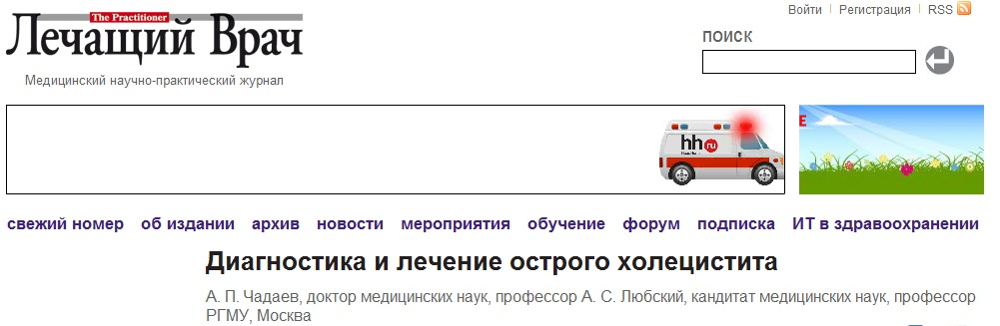 Войти | Регистрация | RSS
The Practitioner
Лечащий Врач
Медицинский научно-практический журнал
ПОИСК
hh ru
Е
свежий номер об издании архив новости мероприятия обучение форум подписка ИТ в здравоохранении
Диагностика и лечение острого холецистита
А. П. Чадаев, доктор медицинских наук, профессор А. С. Любский, кандитат медицинских наук, профессор
РГМУ, Москва